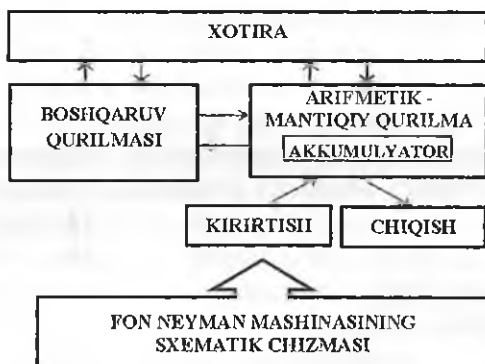 XOTIRA
BOSHQARUV
QURILMASI
ARIFMETIK -
MANTIQIY QURILMA
AKKUMULYATOR
KIRIRTISH
CHIQISH
FON NEYMAN MASHINASINING
SXEMATIK CHIZMASI